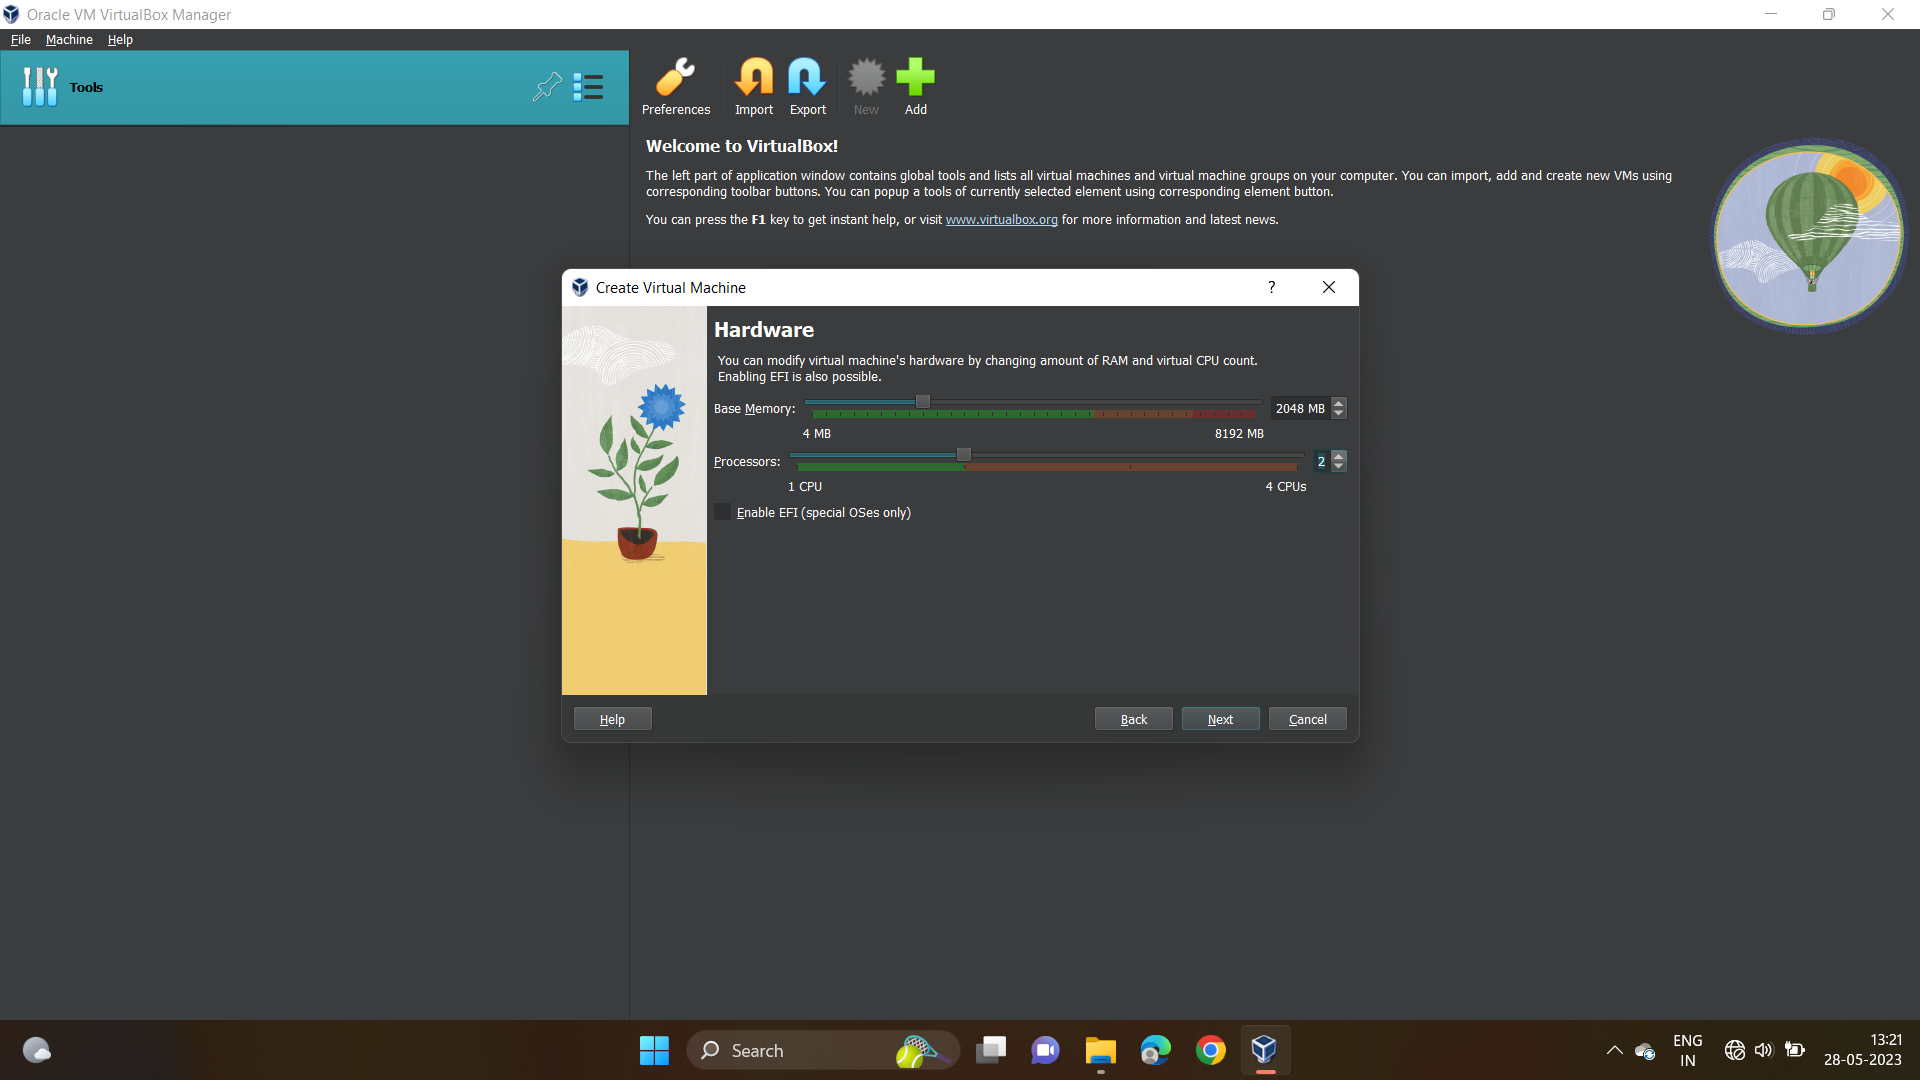 Oracle VM VirtualBox Manager
File Machine Help
Tools
Preferences Import Export New Add
Welcome to VirtualBox!
The left part of application window contains global tools and lists all virtual machines and virtual machine groups on your computer. You can import, add and create new VMs using
corresponding toolbar buttons. You can popup a tools of currently selected element using corresponding element button.
You can press the F1 key to get instant help, or visit www.virtualbox.org for more information and latest news.
Create Virtual Machine
?
Hardware
You can modify virtual machine's hardware by changing amount of RAM and virtual CPU count.
Enabling EFI is also possible.
Base Memory: 2048 MB
4 MB 8192 MB
Processors: 2
1 CPU 4 CPUs
Enable EFI (special OSes only)
Help Back Next Cancel
Search
ENG
IN
13:21
28-05-2023